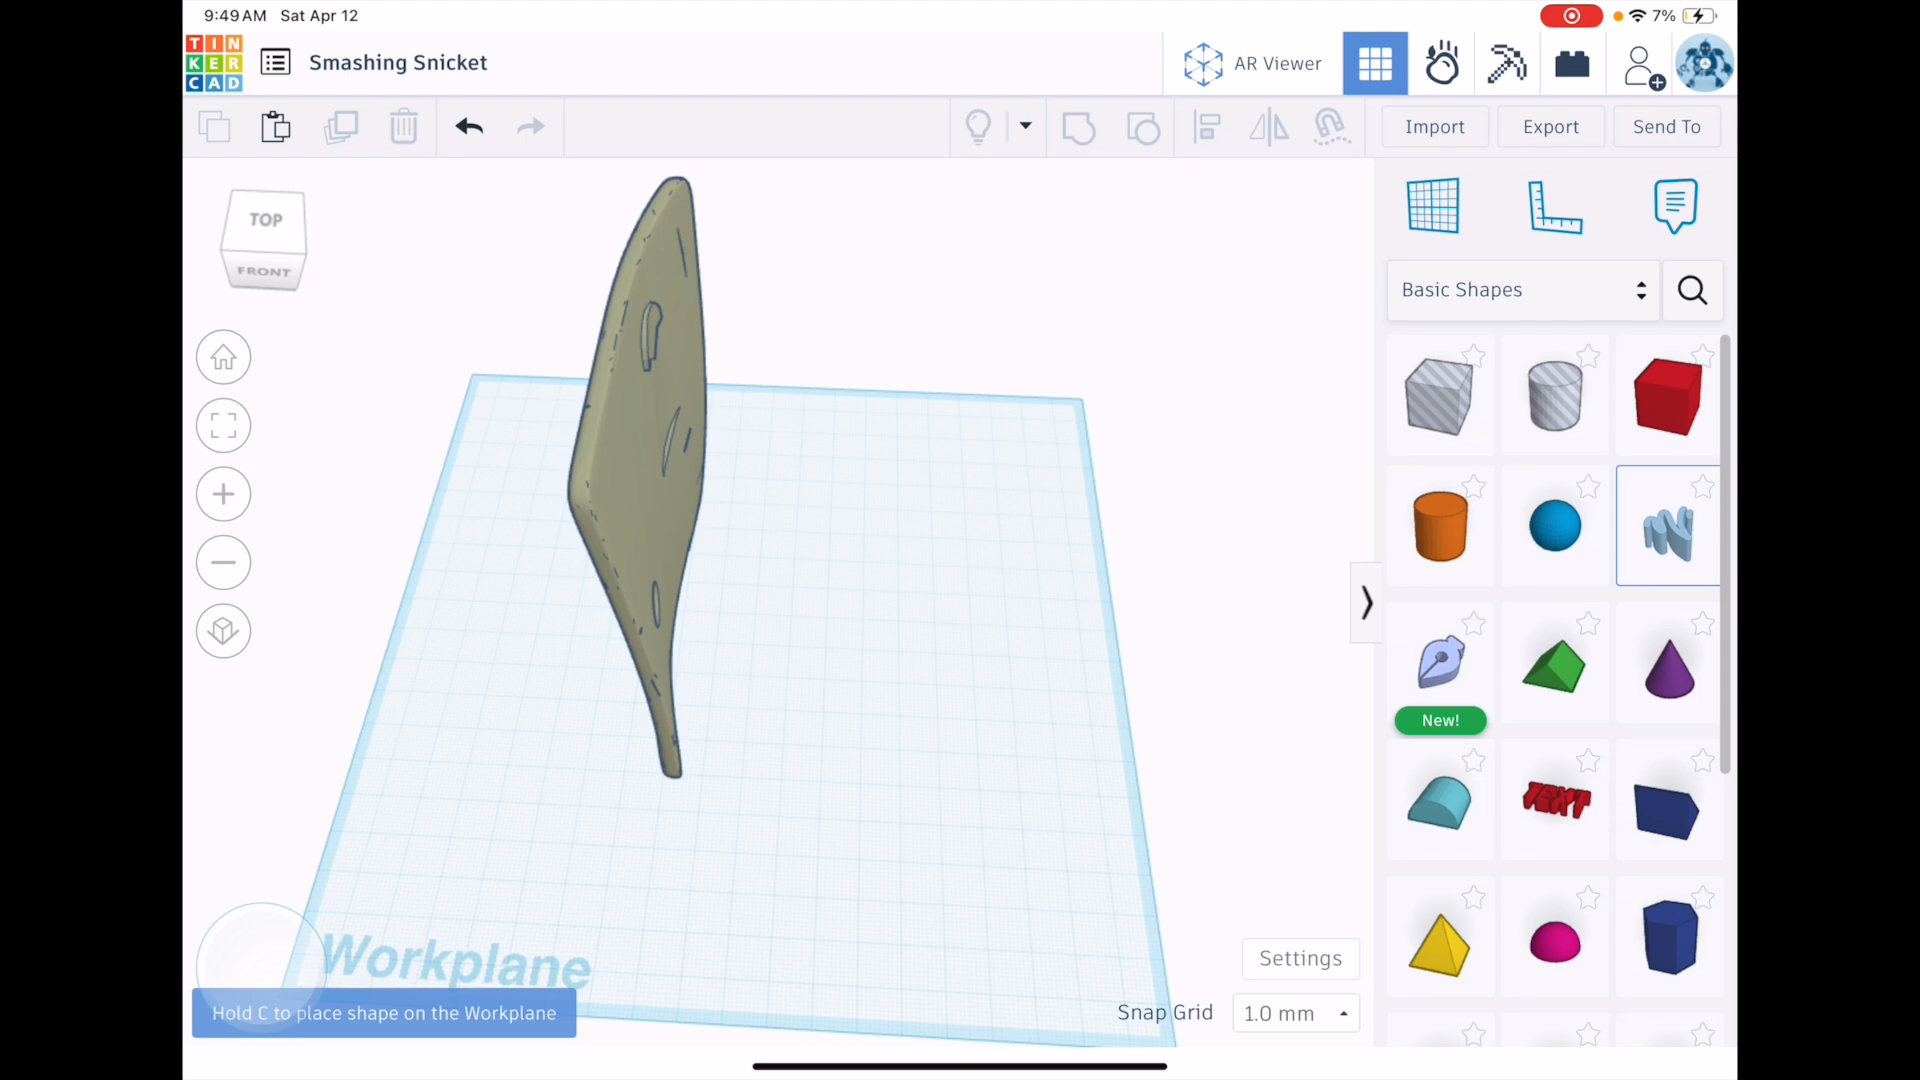 9:49 AM Sat Apr 12
7%
TIN
KER
CAD
Smashing Snicket
AR Viewer
Import
Export
Send To
TOP
FRONT
Basic Shapes
New!
TEXT
Workplane
Settings
Hold C to place shape on the Workplane
Snap Grid
1.0 mm